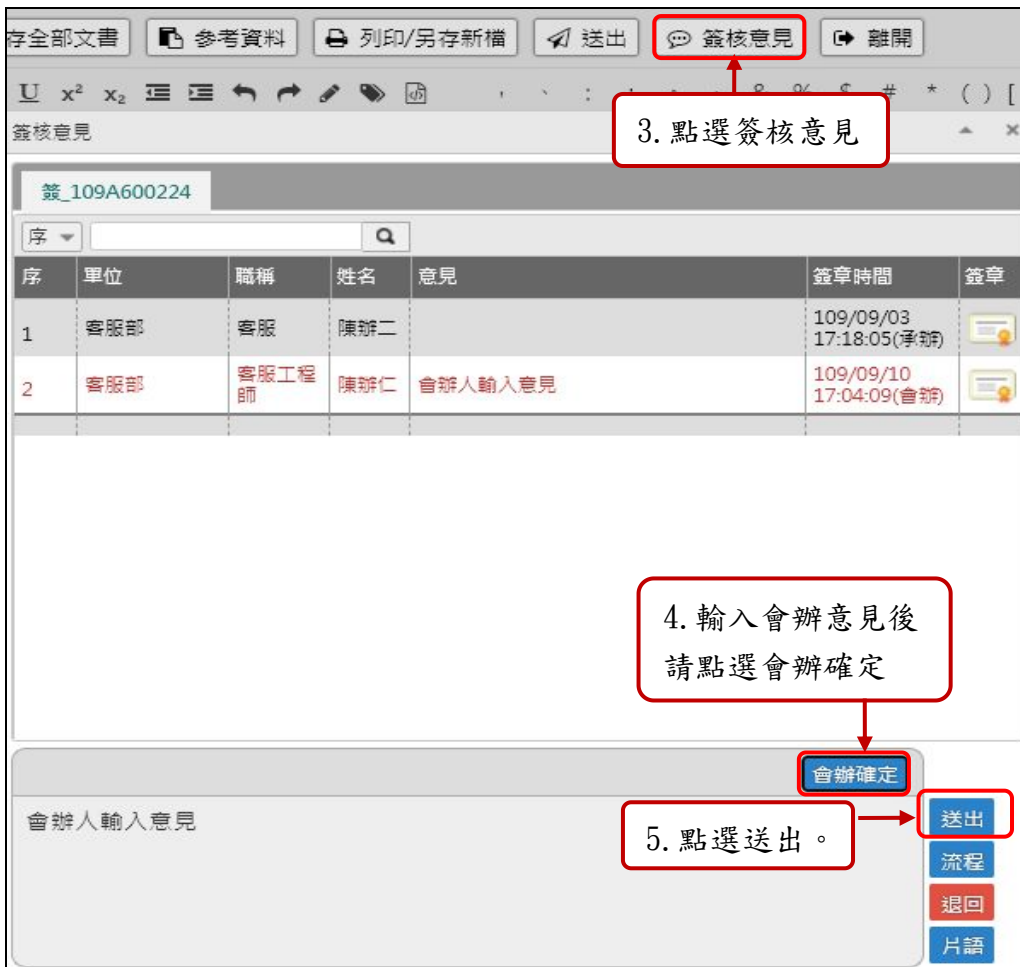 存全部文書 參考資料 列印/另存新檔 送出 簽核意見 離開
U x² x₂ , 、 : % $ # * ( ) [
3.點選簽核意見
簽核意見
簽_109A600224
序
序 單位 職稱 姓名 意見 簽章時間 簽章
1 客服部 客服 陳辦二 109/09/03
17:18:05(承辦)
2 客服部 客服工程師 陳辦仁 會辦人輸入意見 109/09/10
17:04:09(會辦)
4.輸入會辦意見後
請點選會辦確定
會辦確定
會辦人輸入意見
送出
5.點選送出。
流程
退回
片語